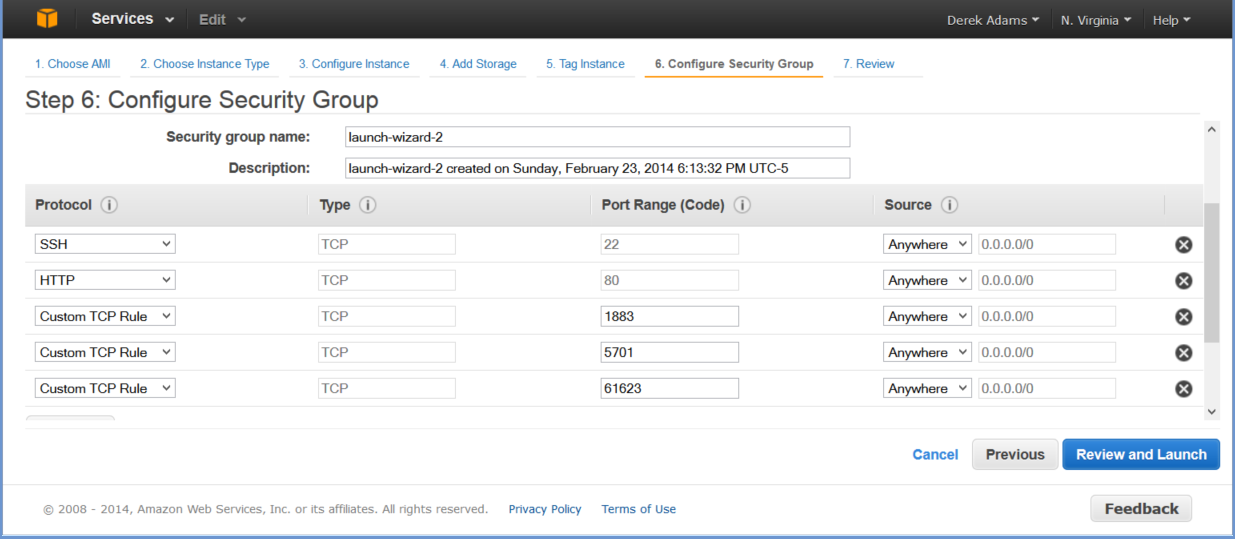 Services Edit Derek Adams N. Virginia Help
1. Choose AMI 2. Choose Instance Type 3. Configure Instance 4. Add Storage 5. Tag Instance 6. Configure Security Group 7. Review
Step 6: Configure Security Group
Security group name: launch-wizard-2
Description: launch-wizard-2 created on Sunday, February 23, 2014 6:13:32 PM UTC-5
Protocol i Type i Port Range (Code) i Source i
SSH TCP 22 Anywhere 0.0.0.0/0
HTTP TCP 80 Anywhere 0.0.0.0/0
Custom TCP Rule TCP 1883 Anywhere 0.0.0.0/0
Custom TCP Rule TCP 5701 Anywhere 0.0.0.0/0
Custom TCP Rule TCP 61623 Anywhere 0.0.0.0/0
Cancel Previous Review and Launch
© 2008 - 2014, Amazon Web Services, Inc. or its affiliates. All rights reserved. Privacy Policy Terms of Use Feedback